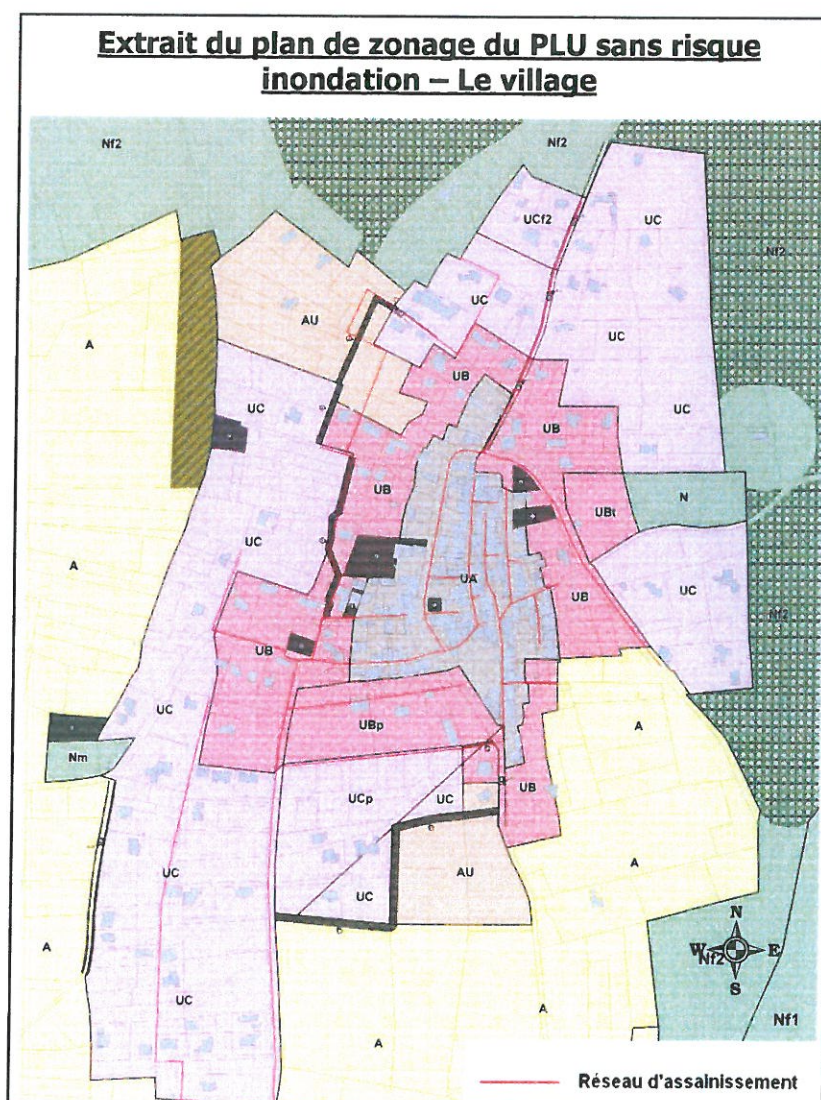 Extrait du plan de zonage du PLU sans risque
inondation – Le village
Nf2
Nf2
UCf2
UC
Nf2
UC
AU
A
UC
UB
UC
UC
UB
UB
UBt
N
UC
A
UA
UC
UB
Nf2
UB
UC
A
UBp
Nm
UCp
UC
UB
A
UC
AU
UC
A
N
W
E
Nf2
S
UC
A
A
Nf1
Réseau d'assainissement